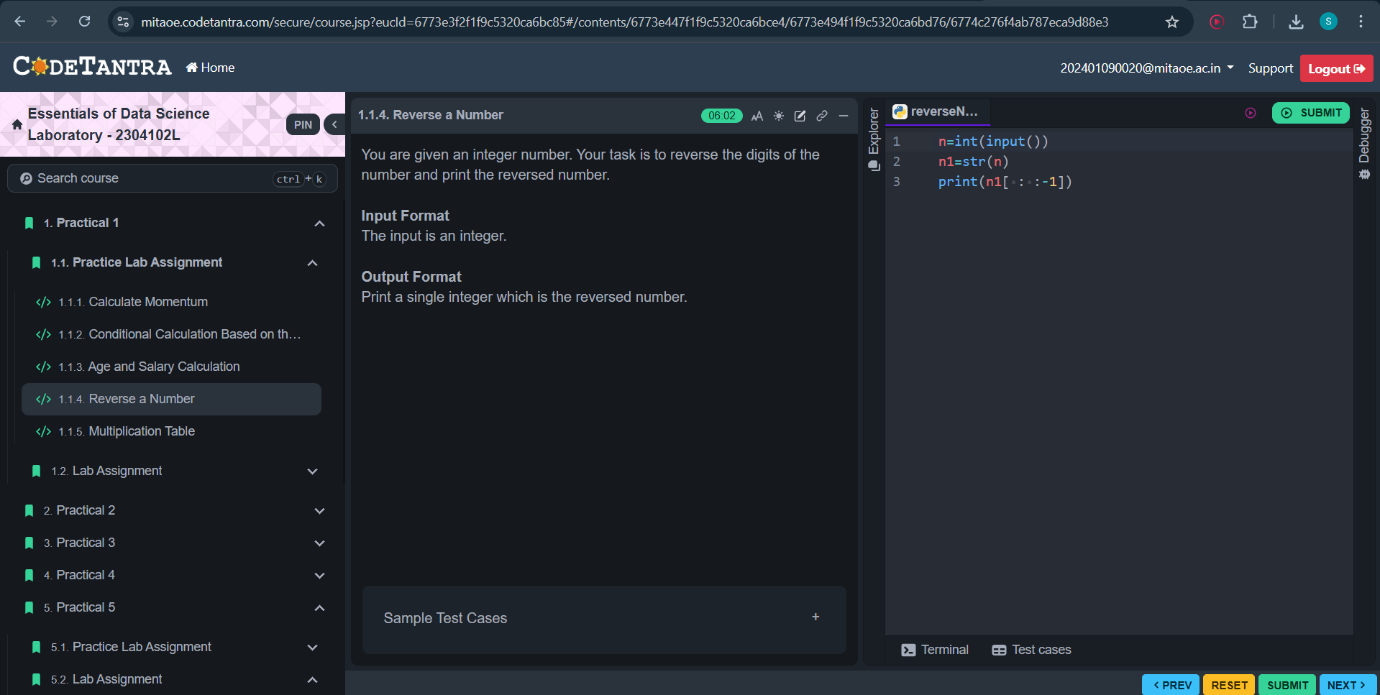 mitaoe.codetantra.com/secure/course.jsp?eucId=6773e3f2f1f9c5320ca6bc85#/contents/6773e447f1f9c5320ca6bce4/6773e494f1f9c5320ca6bd76/6774c276f4ab787eca9d88e3
S
CODETANTRA
Home
202401090020@mitaoe.ac.in
Support
Logout
Essentials of Data Science
Laboratory - 2304102L
PIN
Search course
ctrl + k
1. Practical 1
1.1. Practice Lab Assignment
1.1.1. Calculate Momentum
1.1.2. Conditional Calculation Based on th...
1.1.3. Age and Salary Calculation
1.1.4. Reverse a Number
1.1.5. Multiplication Table
1.2. Lab Assignment
2. Practical 2
3. Practical 3
4. Practical 4
5. Practical 5
5.1. Practice Lab Assignment
5.2. Lab Assignment
1.1.4. Reverse a Number
06:02
AA
You are given an integer number. Your task is to reverse the digits of the
number and print the reversed number.
Input Format
The input is an integer.
Output Format
Print a single integer which is the reversed number.
Sample Test Cases
+
Explorer
reverseN...
SUBMIT
Debugger
1 n=int(input())
2 n1=str(n)
3 print(n1[ : : :-1])
Terminal
Test cases
< PREV
RESET
SUBMIT
NEXT >